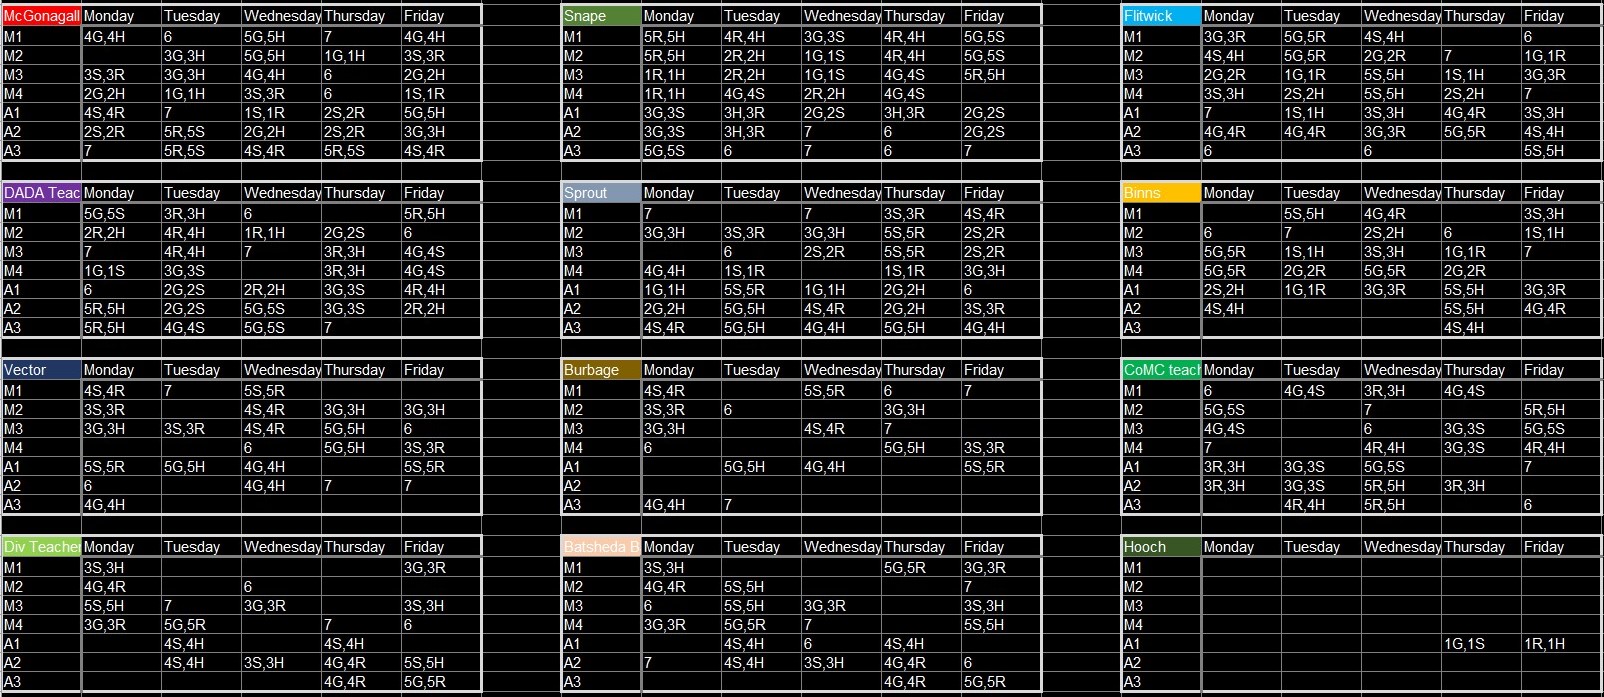 McGonagall Monday Tuesday Wednesday Thursday Friday Snape Monday Tuesday Wednesday Thursday Friday Flitwick Monday Tuesday Wednesday Thursday Friday
M1 4G,4H 6 5G,5H 7 4G,4H M1 5R,5H 4R,4H 3G,3S 4R,4H 5G,5S M1 3G,3R 5G,5R 4S,4H 6
M2 3G,3H 5G,5H 1G,1H 3S,3R M2 5R,5H 2R,2H 1G,1S 4R,4H 5G,5S M2 4S,4H 5G,5R 2G,2R 7 1G,1R
M3 3S,3R 3G,3H 4G,4H 6 2G,2H M3 1R,1H 2R,2H 1G,1S 4G,4S 5R,5H M3 2G,2R 1G,1R 5S,5H 1S,1H 3G,3R
M4 2G,2H 1G,1H 3S,3R 6 1S,1R M4 1R,1H 4G,4S 2R,2H 4G,4S M4 3S,3H 2S,2H 5S,5H 2S,2H 7
A1 4S,4R 7 1S,1R 2S,2R 5G,5H A1 3G,3S 3H,3R 2G,2S 3H,3R 2G,2S A1 7 1S,1H 3S,3H 4G,4R 3S,3H
A2 2S,2R 5R,5S 2G,2H 2S,2R 3G,3H A2 3G,3S 3H,3R 7 6 2G,2S A2 4G,4R 4G,4R 3G,3R 5G,5R 4S,4H
A3 7 5R,5S 4S,4R 5R,5S 4S,4R A3 5G,5S 6 7 6 7 A3 6 6 5S,5H
DADA Teac Monday Tuesday Wednesday Thursday Friday Sprout Monday Tuesday Wednesday Thursday Friday Binns Monday Tuesday Wednesday Thursday Friday
M1 5G,5S 3R,3H 6 5R,5H M1 7 7 3S,3R 4S,4R M1 5S,5H 4G,4R 3S,3H
M2 2R,2H 4R,4H 1R,1H 2G,2S 6 M2 3G,3H 3S,3R 3G,3H 5S,5R 2S,2R M2 6 7 2S,2H 6 1S,1H
M3 7 4R,4H 7 3R,3H 4G,4S M3 6 2S,2R 5S,5R 2S,2R M3 5G,5R 1S,1H 3S,3H 1G,1R 7
M4 1G,1S 3G,3S 3R,3H 4G,4S M4 4G,4H 1S,1R 1S,1R 3G,3H M4 5G,5R 2G,2R 5G,5R 2G,2R
A1 6 2G,2S 2R,2H 3G,3S 4R,4H A1 1G,1H 5S,5R 1G,1H 2G,2H 6 A1 2S,2H 1G,1R 3G,3R 5S,5H 3G,3R
A2 5R,5H 2G,2S 5G,5S 3G,3S 2R,2H A2 2G,2H 5G,5H 4S,4R 2G,2H 3S,3R A2 4S,4H 5S,5H 4G,4R
A3 5R,5H 4G,4S 5G,5S 7 A3 4S,4R 5G,5H 4G,4H 5G,5H 4G,4H A3 4S,4H
Vector Monday Tuesday Wednesday Thursday Friday Burbage Monday Tuesday Wednesday Thursday Friday CoMC teach Monday Tuesday Wednesday Thursday Friday
M1 4S,4R 7 5S,5R M1 4S,4R 5S,5R 6 7 M1 6 4G,4S 3R,3H 4G,4S
M2 3S,3R 4S,4R 3G,3H 3G,3H M2 3S,3R 6 3G,3H M2 5G,5S 7 5R,5H
M3 3G,3H 3S,3R 4S,4R 5G,5H 6 M3 3G,3H 4S,4R 7 M3 4G,4S 6 3G,3S 5G,5S
M4 6 5G,5H 3S,3R M4 6 5G,5H 3S,3R M4 7 4R,4H 3G,3S 4R,4H
A1 5S,5R 5G,5H 4G,4H 5S,5R A1 5G,5H 4G,4H 5S,5R A1 3R,3H 3G,3S 5G,5S 7
A2 6 4G,4H 7 7 A2 A2 3R,3H 3G,3S 5R,5H 3R,3H
A3 4G,4H A3 4G,4H 7 A3 4R,4H 5R,5H 6
Div Teacher Monday Tuesday Wednesday Thursday Friday Batsheda B Monday Tuesday Wednesday Thursday Friday Hooch Monday Tuesday Wednesday Thursday Friday
M1 3S,3H 3G,3R M1 3S,3H 5G,5R 3G,3R M1
M2 4G,4R 6 M2 4G,4R 5S,5H 7 M2
M3 5S,5H 7 3G,3R 3S,3H M3 6 5S,5H 3G,3R 3S,3H M3
M4 3G,3R 5G,5R 7 6 M4 3G,3R 5G,5R 7 5S,5H M4
A1 4S,4H 4S,4H A1 4S,4H 6 4S,4H A1 1G,1S 1R,1H
A2 4S,4H 3S,3H 4G,4R 5S,5H A2 7 4S,4H 3S,3H 4G,4R 6 A2
A3 4G,4R 5G,5R A3 4G,4R 5G,5R A3